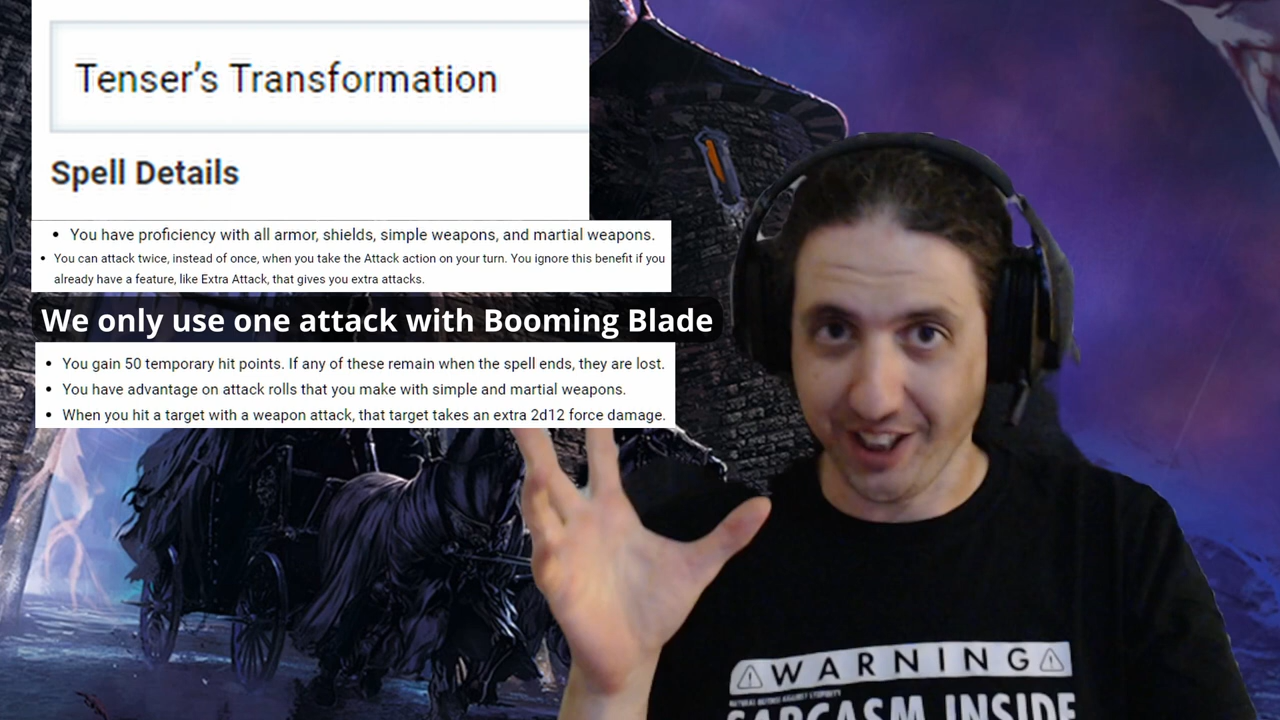 Tenser's Transformation
Spell Details
• You have proficiency with all armor, shields, simple weapons, and martial weapons.
• You can attack twice, instead of once, when you take the Attack action on your turn. You ignore this benefit if you
already have a feature, like Extra Attack, that gives you extra attacks.
We only use one attack with Booming Blade
• You gain 50 temporary hit points. If any of these remain when the spell ends, they are lost.
• You have advantage on attack rolls that you make with simple and martial weapons.
• When you hit a target with a weapon attack, that target takes an extra 2d12 force damage.
WARNING
SARCASM INSIDE